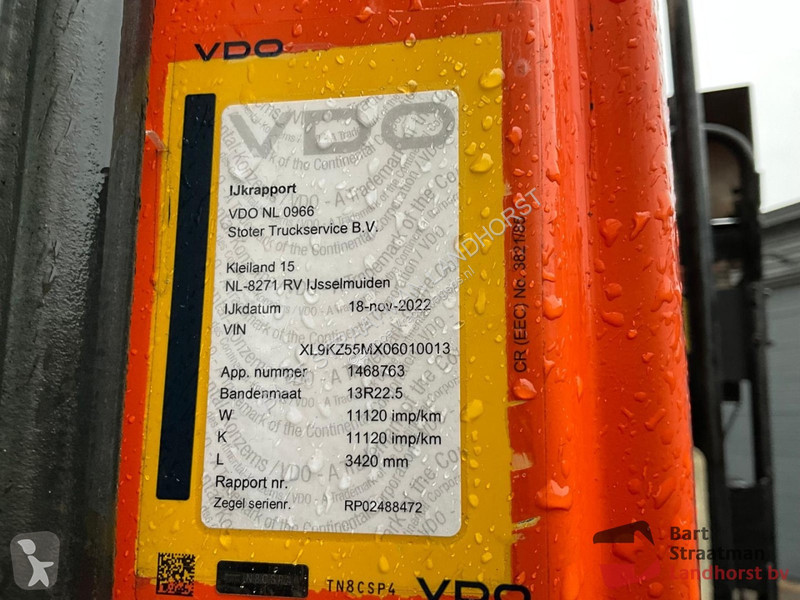 VDO
VDO
IJkrapport
VDO NL 0966
Stoter Truckservice B.V.
Kleiland 15
NL-8271 RV IJsselmuiden
IJkdatum 18-nov-2022
VIN
XL9KZ55MX06010013
App. nummer 1468763
Bandenmaat 13R22.5
W 11120 imp/km
K 11120 imp/km
L 3420 mm
Rapport nr.
Zegel serienr. RP02488472
CR (EEC) No. 3821/85
TN8CSP4
VDO
Bart
Straatman
Landhorst bv